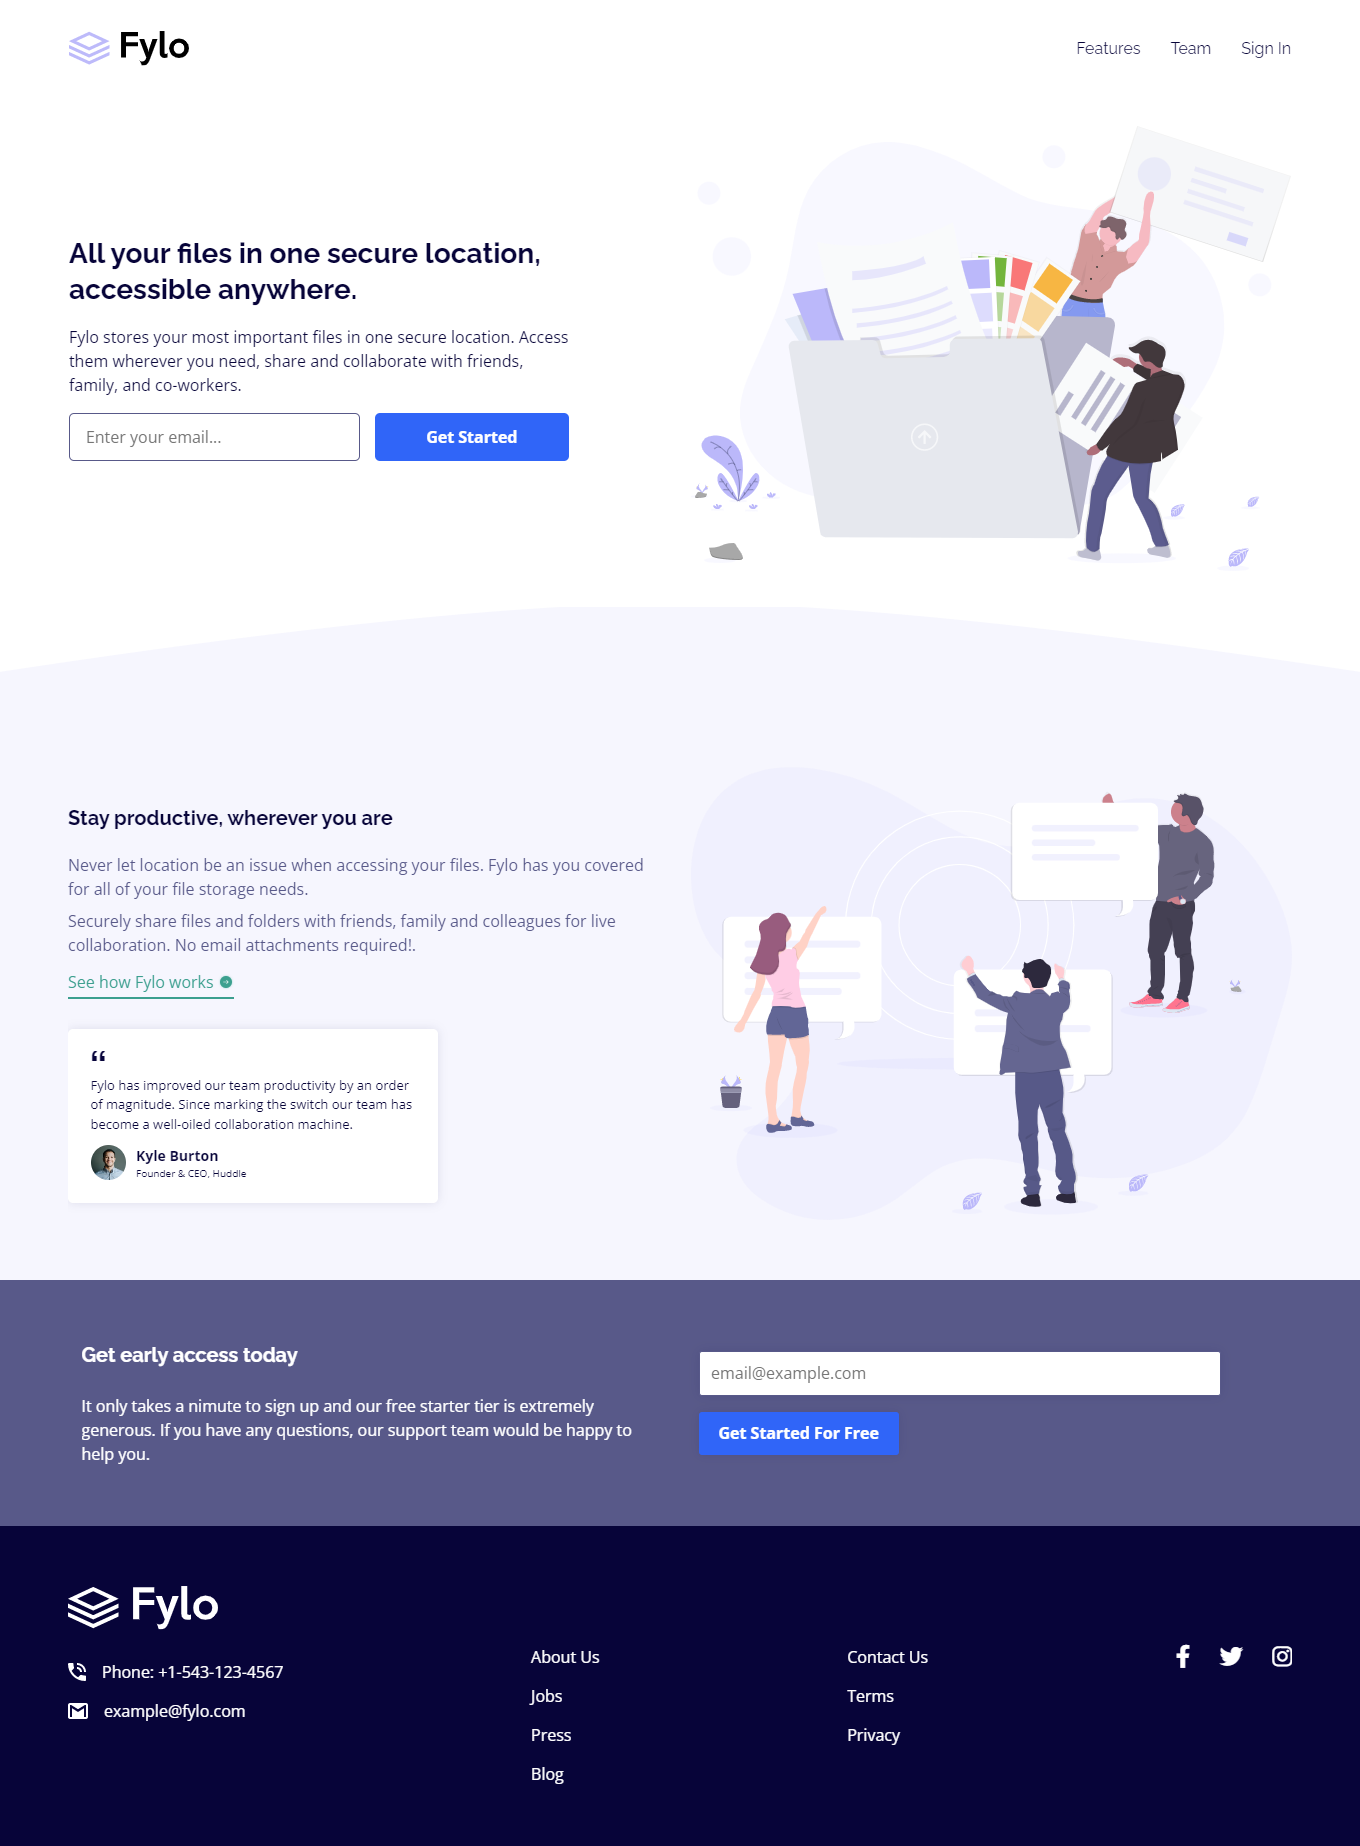 Fylo
Features
Team
Sign In
All your files in one secure location,
accessible anywhere.
Fylo stores your most important files in one secure location. Access
them wherever you need, share and collaborate with friends,
family, and co-workers.
Enter your email...
Get Started
Stay productive, wherever you are
Never let location be an issue when accessing your files. Fylo has you covered
for all of your file storage needs.
Securely share files and folders with friends, family and colleagues for live
collaboration. No email attachments required!.
See how Fylo works
“
Fylo has improved our team productivity by an order
of magnitude. Since marking the switch our team has
become a well-oiled collaboration machine.
Kyle Burton
Founder & CEO, Huddle
Get early access today
It only takes a nimute to sign up and our free starter tier is extremely
generous. If you have any questions, our support team would be happy to
help you.
email@example.com
Get Started For Free
Fylo
Phone: +1-543-123-4567
example@fylo.com
About Us
Jobs
Press
Blog
Contact Us
Terms
Privacy